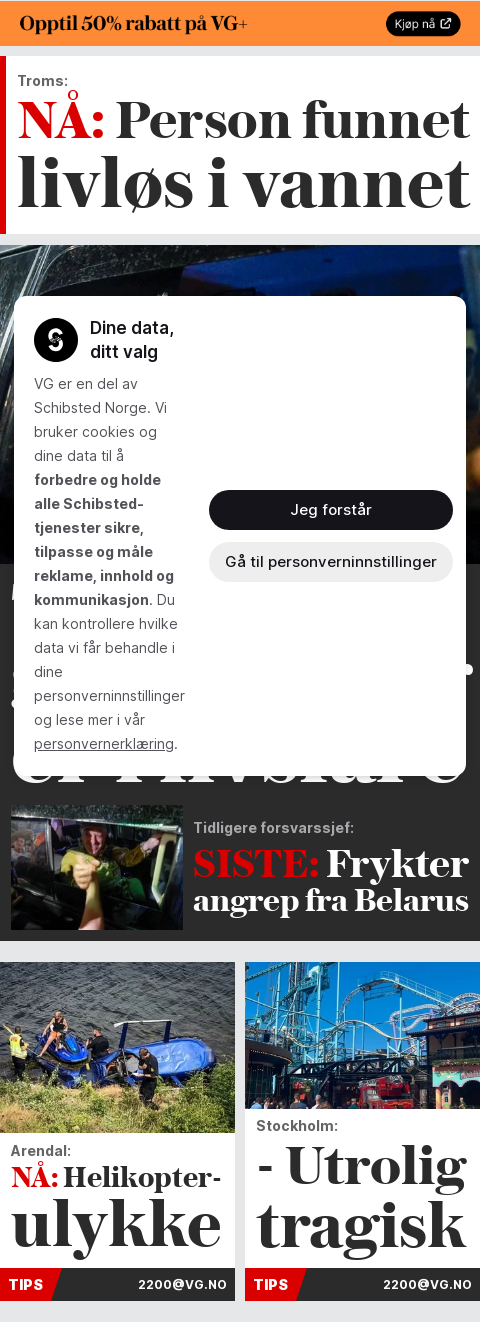 Opptil 50% rabatt på VG+
Kjøp nå
Troms:
NÅ: Person funnet
livløs i vannet
Dine data,
ditt valg
VG er en del av
Schibsted Norge. Vi
bruker cookies og
dine data til å
forbedre og holde
alle Schibsted-
tjenester sikre,
tilpasse og måle
reklame, innhold og
kommunikasjon. Du
kan kontrollere hvilke
data vi får behandle i
dine
personverninnstillinger
og lese mer i vår
personvernerklæring.
Jeg forstår
Gå til personverninnstillinger
Tidligere forsvarssjef:
SISTE: Frykter
angrep fra Belarus
Arendal:
NÅ: Helikopter-
ulykke
TIPS 2200@VG.NO
Stockholm:
- Utrolig
tragisk
TIPS 2200@VG.NO